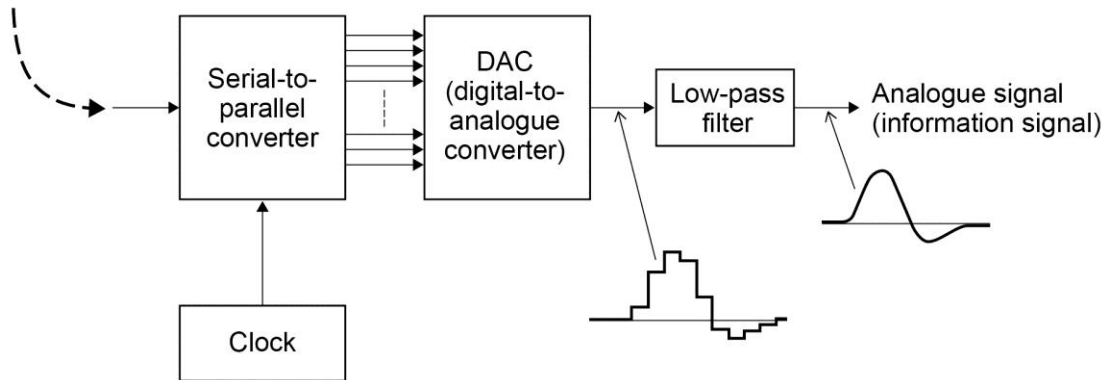 Serial-to-
parallel
converter
DAC
(digital-to-
analogue
converter)
Low-pass
filter
Analogue signal
(information signal)
Clock